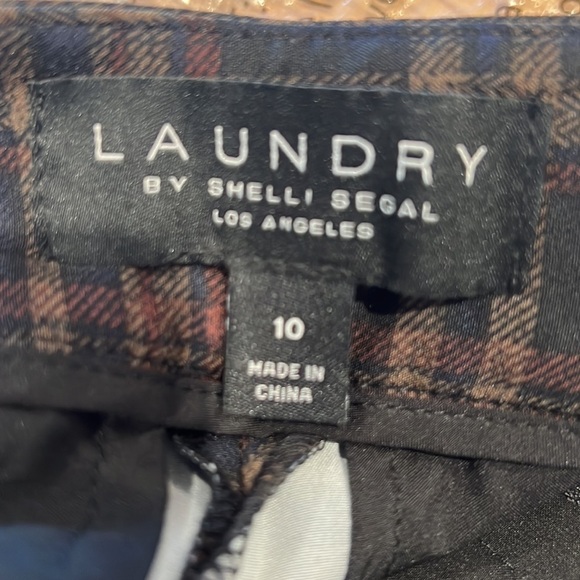 LAUNDRY
BY SHELLI SEGAL
LOS ANGELES
10
MADE IN
CHINA